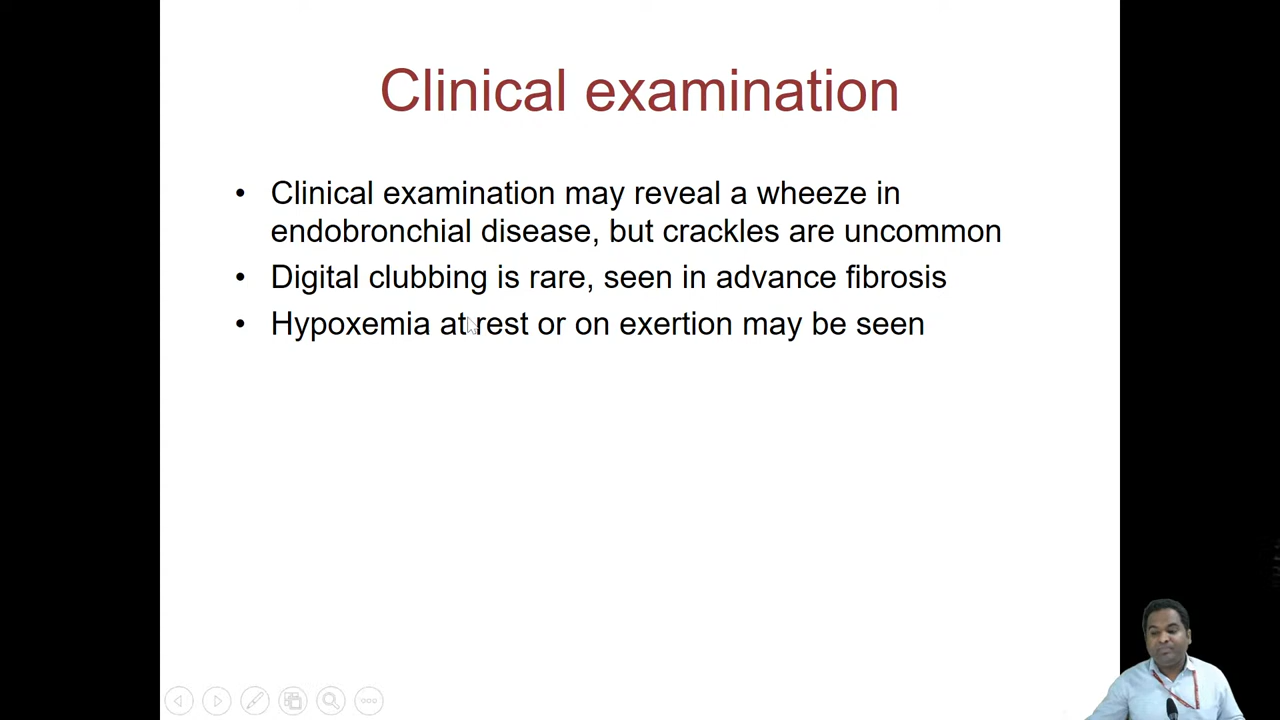 Clinical examination
• Clinical examination may reveal a wheeze in
endobronchial disease, but crackles are uncommon
• Digital clubbing is rare, seen in advance fibrosis
• Hypoxemia at rest or on exertion may be seen